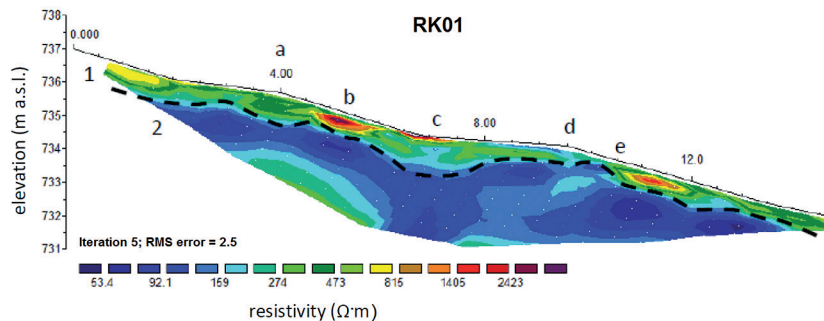 RK01
738
737
736
735
734
733
732
731
elevation (m a.s.l.)
0.000
a
4.00
b
c
8.00
d
e
12.0
1
2
Iteration 5; RMS error = 2.5
53.4 92.1 159 274 473 815 1405 2423
resistivity (Ω·m)